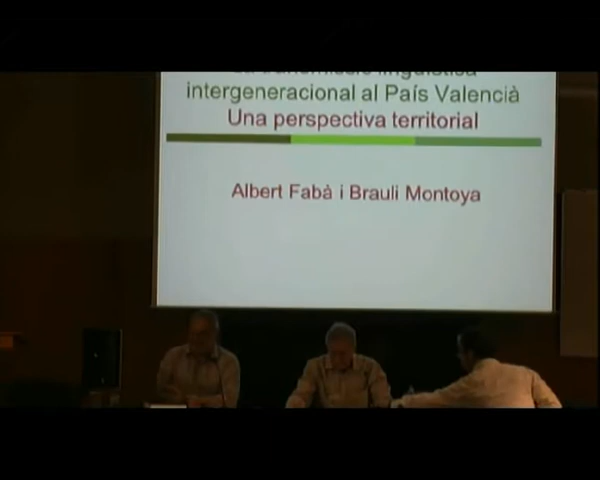 intergeneracional al País Valencià
Una perspectiva territorial
Albert Fabà i Brauli Montoya